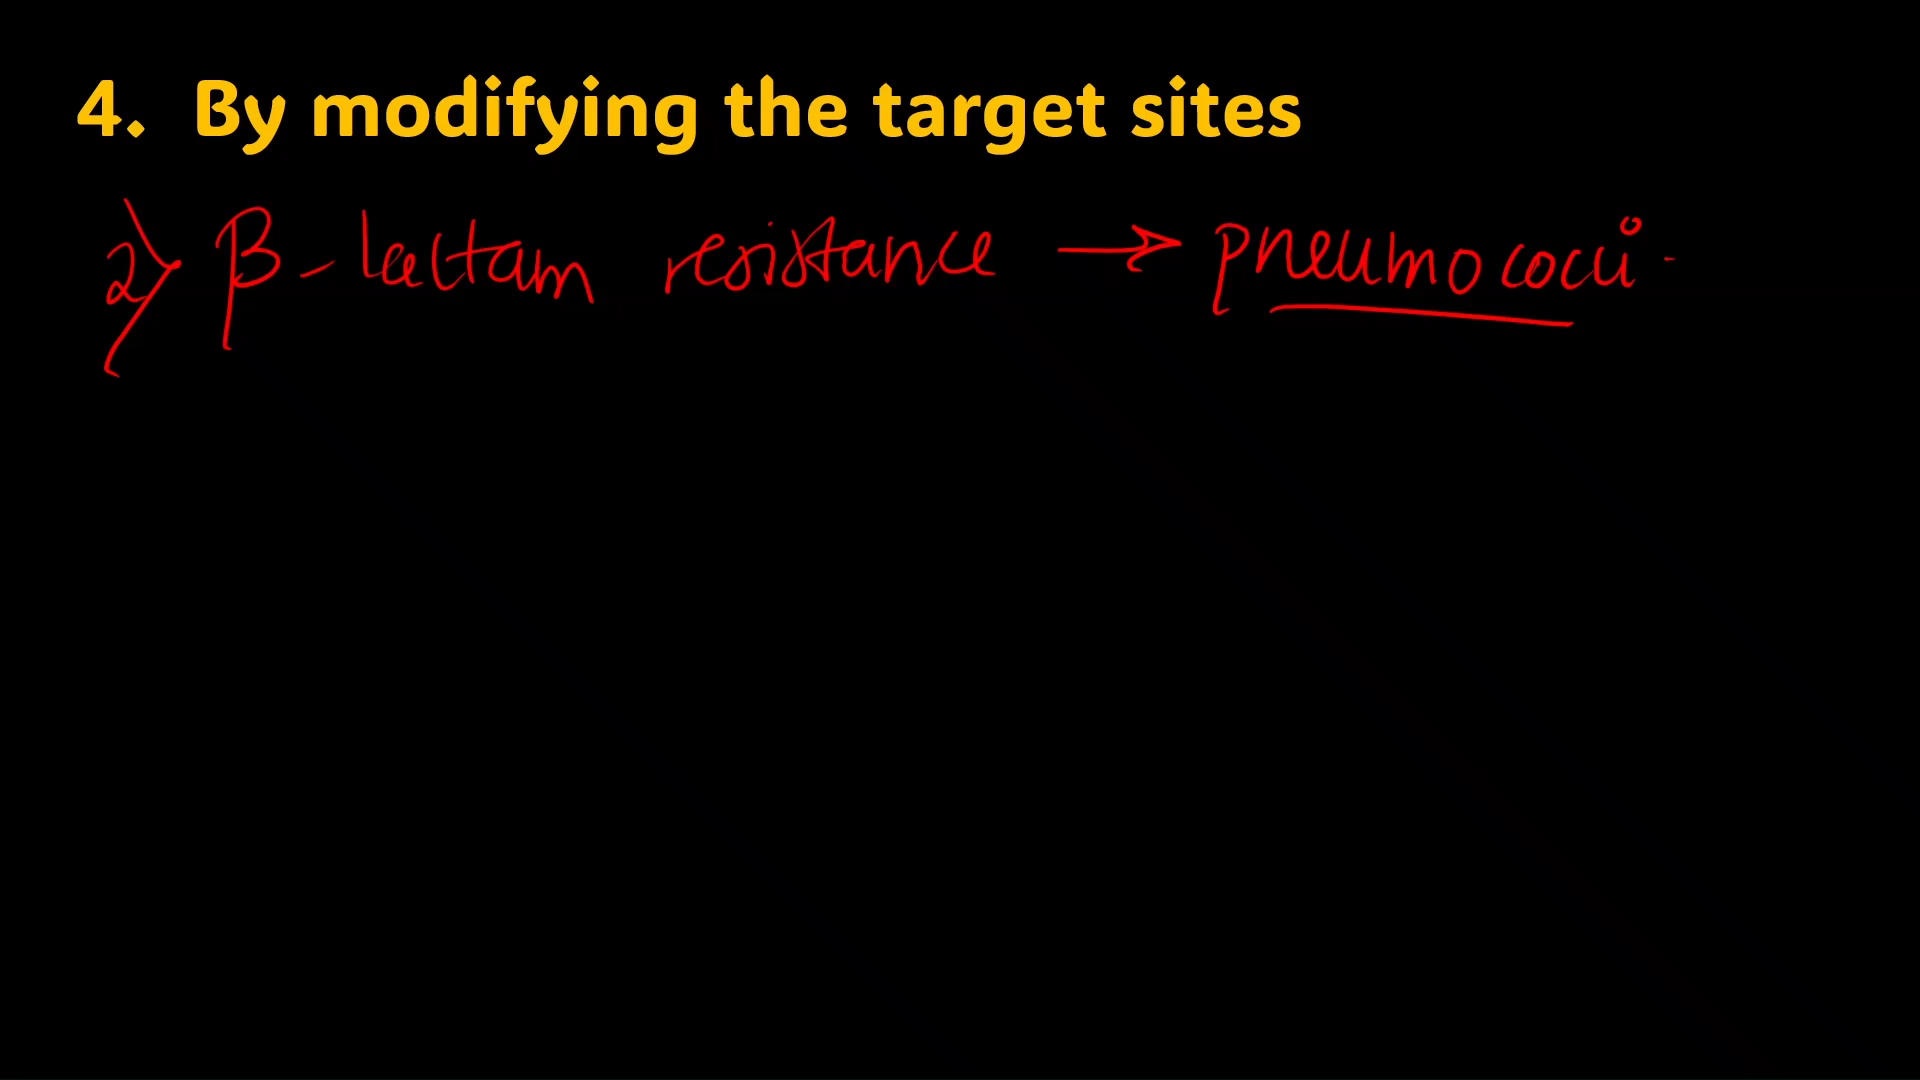 4. By modifying the target sites
2) β-lactam resistance → pneumococci.